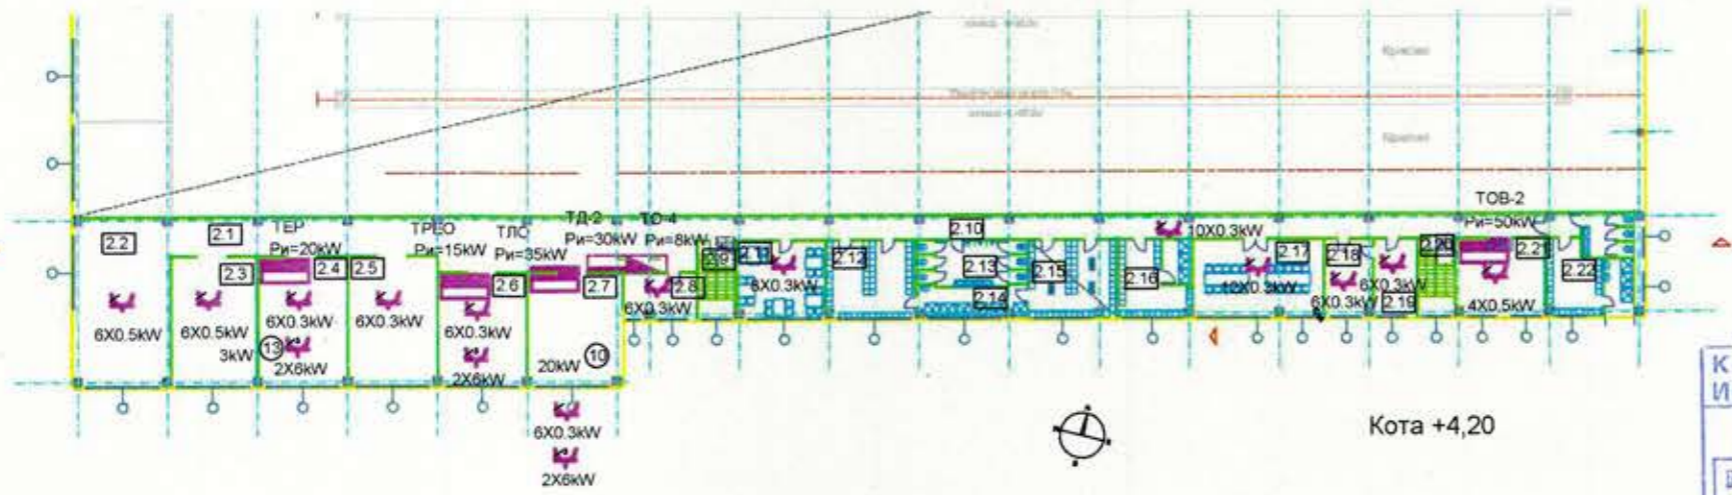 ТОВ-2
2.1
ТЕР
ТРЕО
ТЛО
ТД-2
ТО-4
2.10
10X0.3kW
Ри=50kW
2.2
Ри=20kW
Ри=15kW
Ри=35kW
Ри=30kW
Ри=8kW
2.3
2.4
2.5
2.6
2.7
2.8
2.9
2.11
2.12
2.13
2.14
2.15
2.16
2.17
2.18
2.19
2.20
2.22
6X0.5kW
6X0.5kW
6X0.3kW
6X0.3kW
6X0.3kW
6X0.3kW
8X0.3kW
12X0.3kW
6X0.3kW
6X0.3kW
4X0.5kW
3kW
13
2X6kW
2X6kW
20kW
10
6X0.3kW
2X6kW
Кота +4,20
К
И